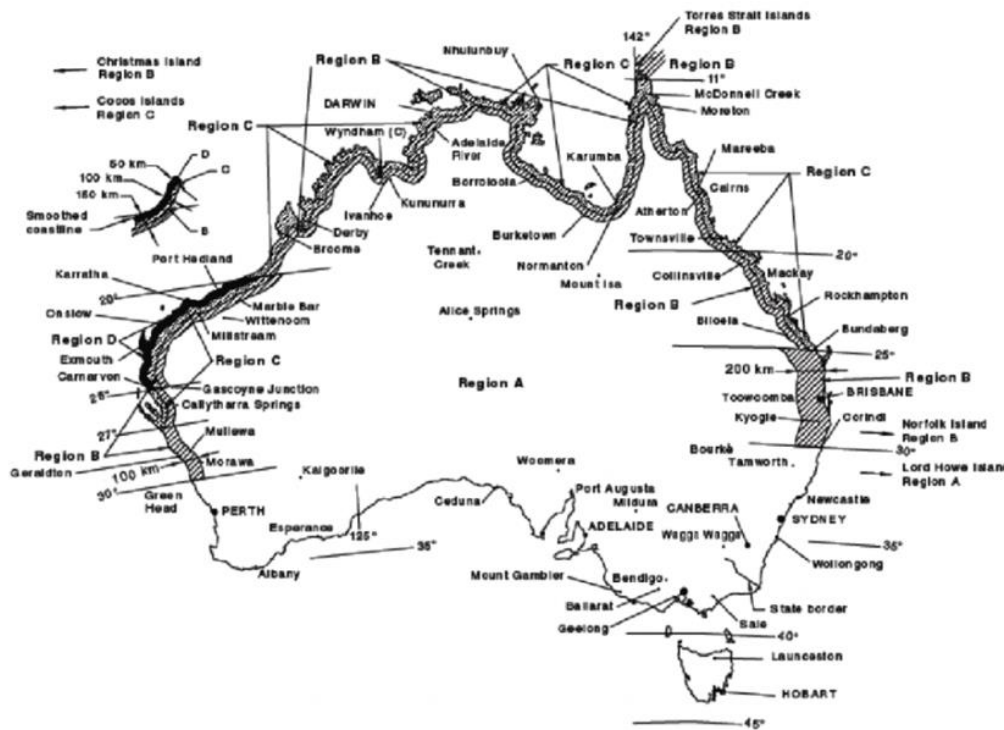 Torres Strait Islands
Region B
142°
Nhulunbuy
Christmas Island
Region B
Region B
Region C
Region B
11°
Cocos Islands
Region C
DARWIN
McDonnell Creek
Moreton
Wyndham (C)
Region C
Adelaide
River
Karumba
Mareeba
50 km
D
C
100 km
150 km
Borroloola
Region C
Cairns
Kununurra
Smoothed
coastline
B
Ivanhoe
Atherton
Derby
Burketown
Townsville
Broome
Tennant
Creek
Port Hedland
Normanton
20°
Karratha
Collinsville
Mount Isa
Mackay
20°
Marble Bar
Region B
Rockhampton
Onslow
Wittenoom
Alice Springs
Biloela
Millstream
Bundaberg
Region D
Exmouth
Region C
25°
Carnarvon
200 km
Region A
Region B
25°
Gascoyne Junction
Toowoomba
BRISBANE
Callytharra Springs
Kyogle
Corindi
27°
Norfolk Island
Region B
Mullewa
Region B
Bourke
30°
Geraldton
100 km
Morawa
Woomera
Tamworth
Lord Howe Island
Region A
Kalgoorlie
30°
Green
Head
Port Augusta
Ceduna
Mildura
Newcastle
PERTH
CANBERRA
SYDNEY
Esperance
ADELAIDE
125°
Wagga Wagga
35°
35°
Wollongong
Albany
Mount Gambier
Bendigo
Ballarat
State border
Geelong
Sale
40°
Launceston
HOBART
45°